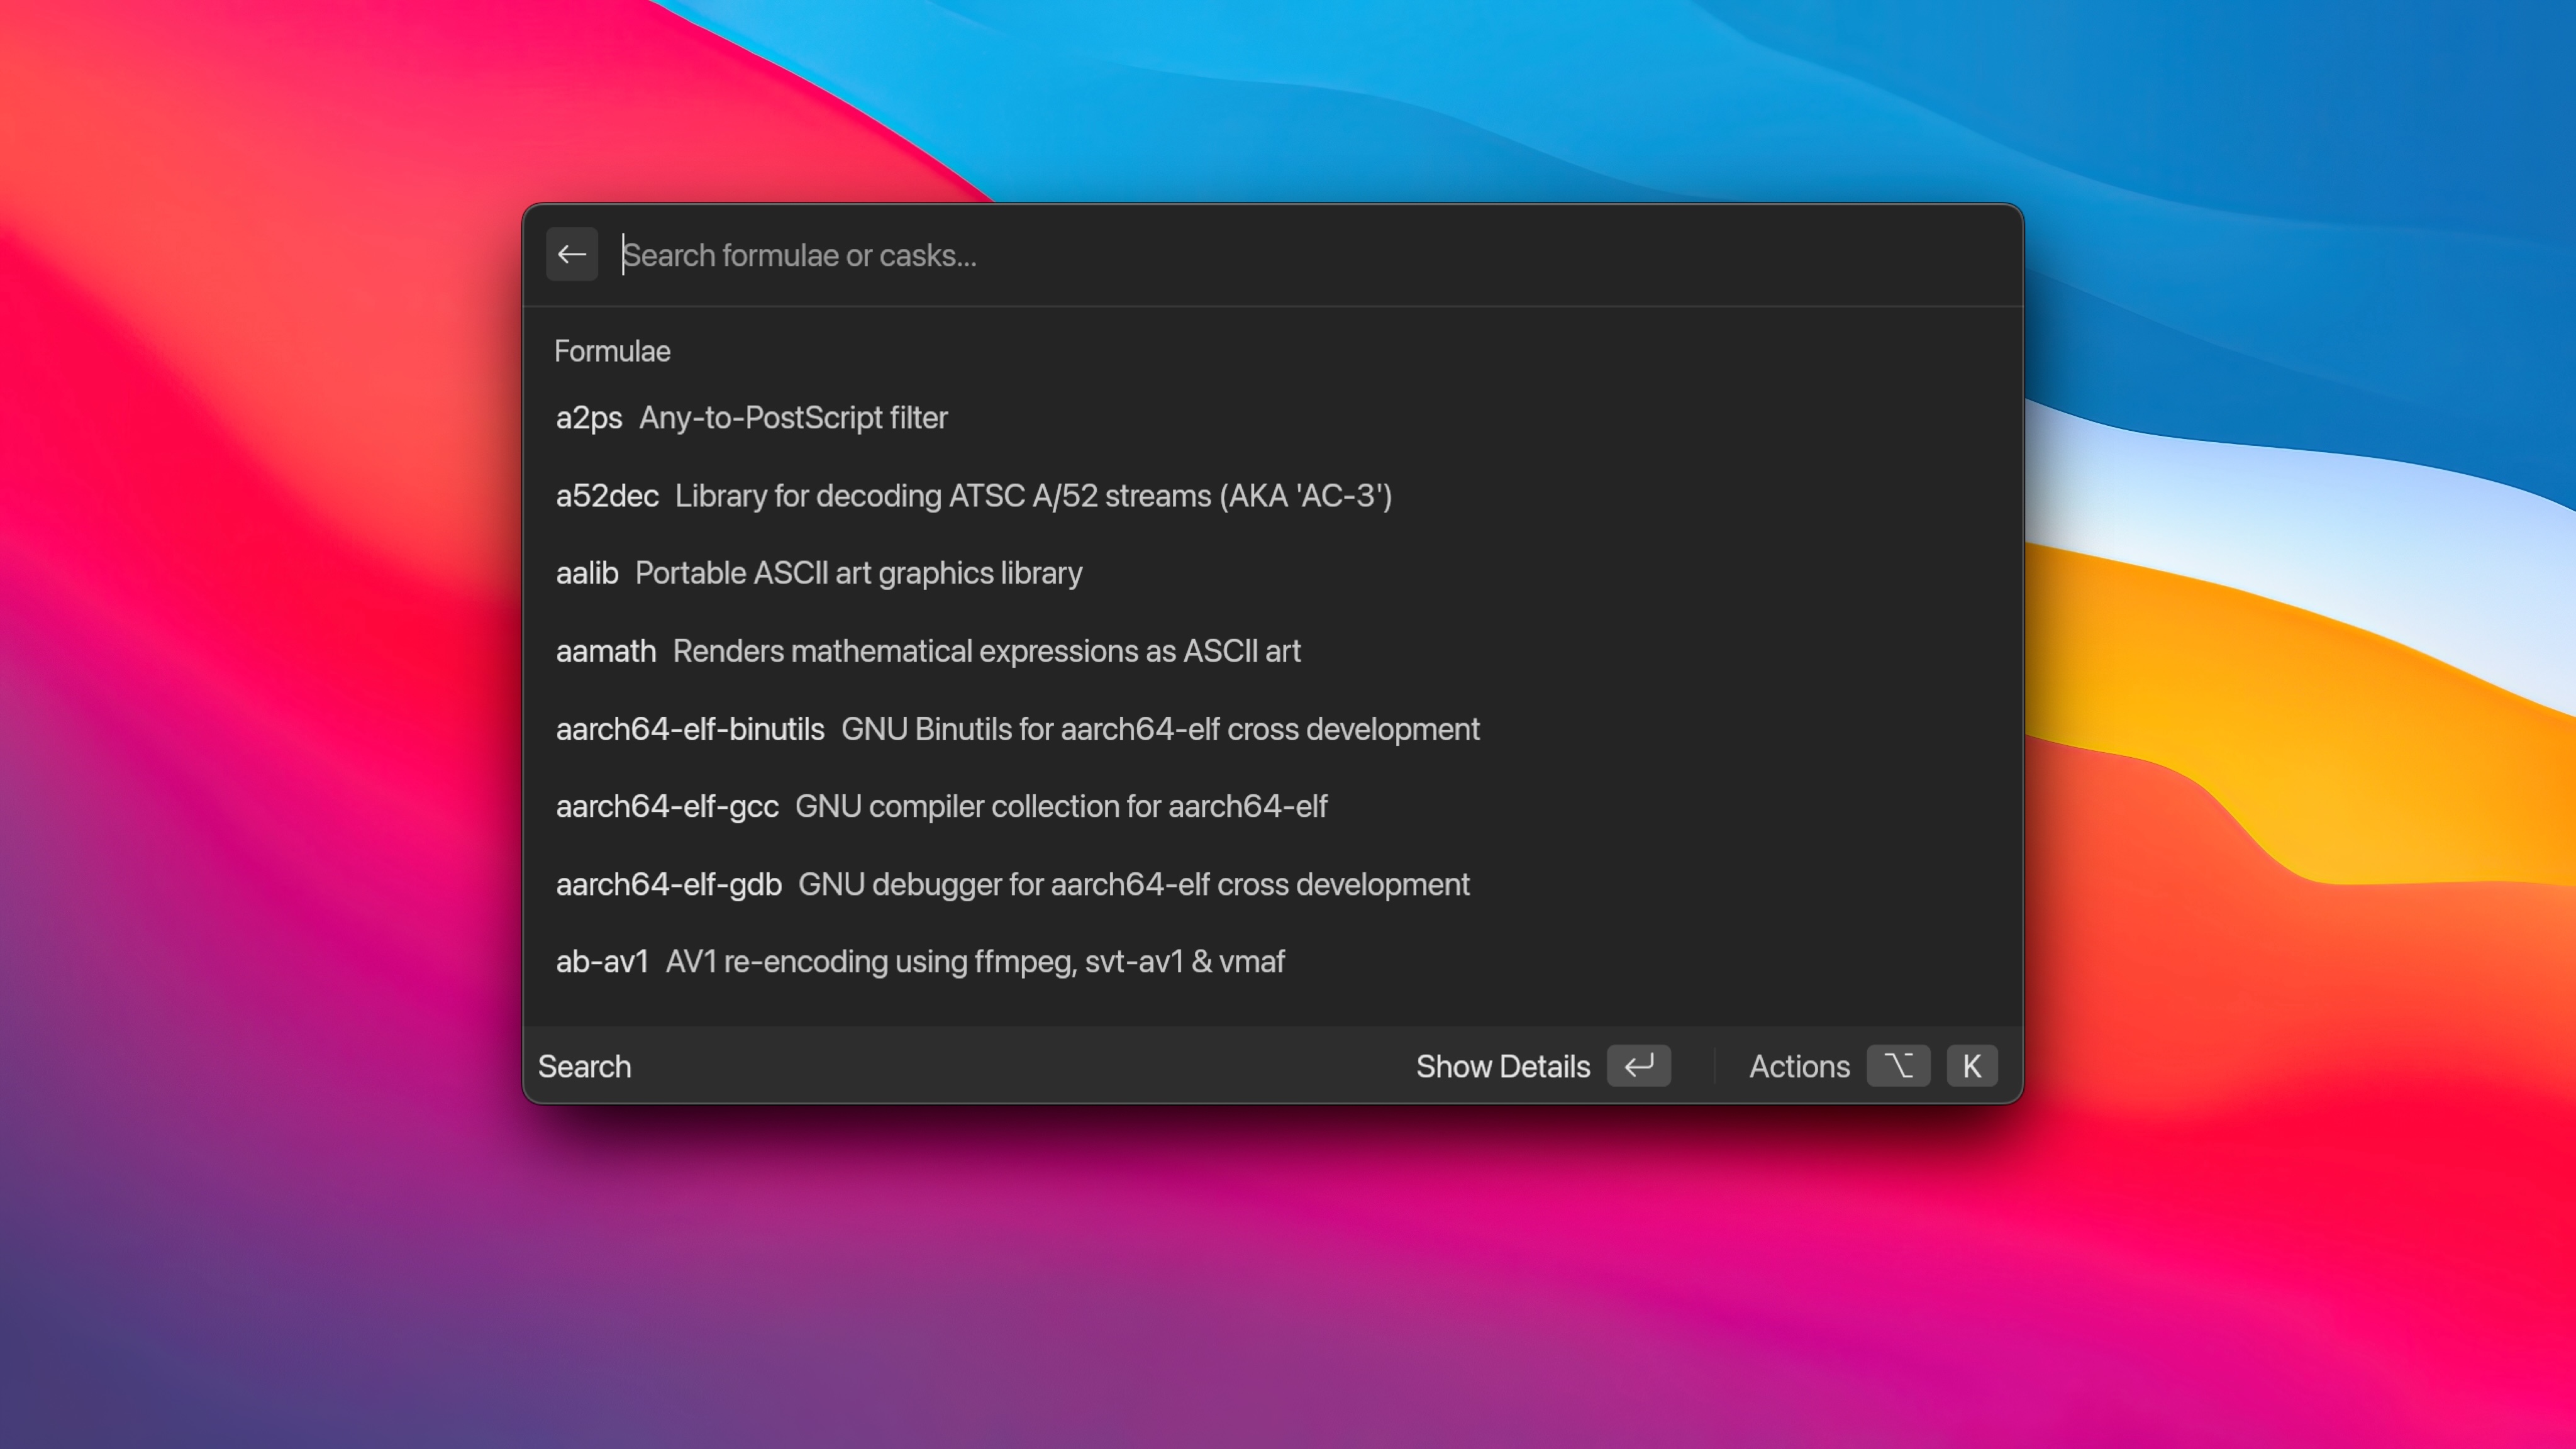 Search formulae or casks...
Formulae
a2ps Any-to-PostScript filter
a52dec Library for decoding ATSC A/52 streams (AKA 'AC-3')
aalib Portable ASCII art graphics library
aamath Renders mathematical expressions as ASCII art
aarch64-elf-binutils GNU Binutils for aarch64-elf cross development
aarch64-elf-gcc GNU compiler collection for aarch64-elf
aarch64-elf-gdb GNU debugger for aarch64-elf cross development
ab-av1 AV1 re-encoding using ffmpeg, svt-av1 & vmaf
Search Show Details Actions ⌥ K